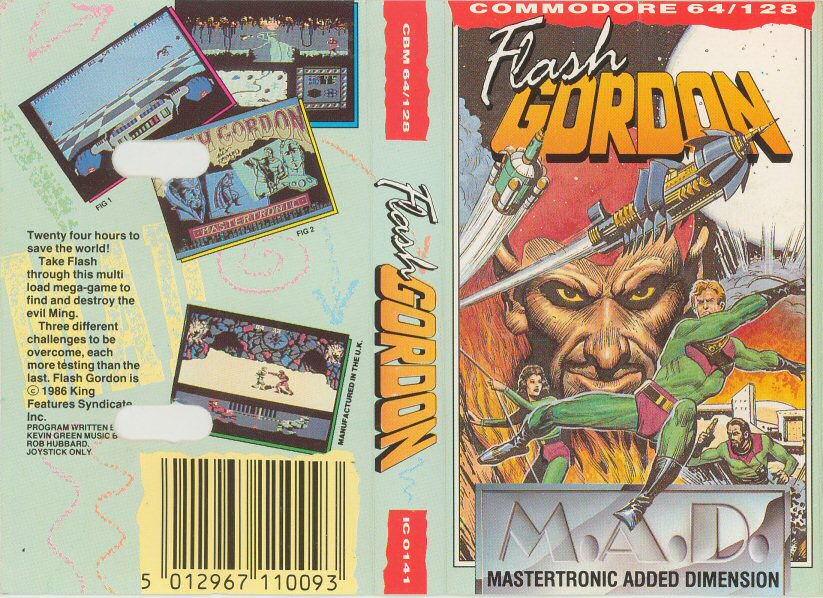 FIG 1
SH GORDON
MASTERTRONIC
FIG 2
Twenty four hours to
save the world!
Take Flash
through this multi
load mega-game to
find and destroy the
evil Ming.
Three different
challenges to be
overcome, each
more testing than the
last. Flash Gordon is
© 1986 King
Features Syndicate
Inc.
PROGRAM WRITTEN
KEVIN GREEN MUSIC B
ROB HUBBARD.
JOYSTICK ONLY
MANUFACTURED IN THE U.K.
5 012967 110093
CBM 64/128
Flash
GORDON
IC 0141
COMMODORE 64/128
Flash
GORDON
M.A.D.
MASTERTRONIC ADDED DIMENSION